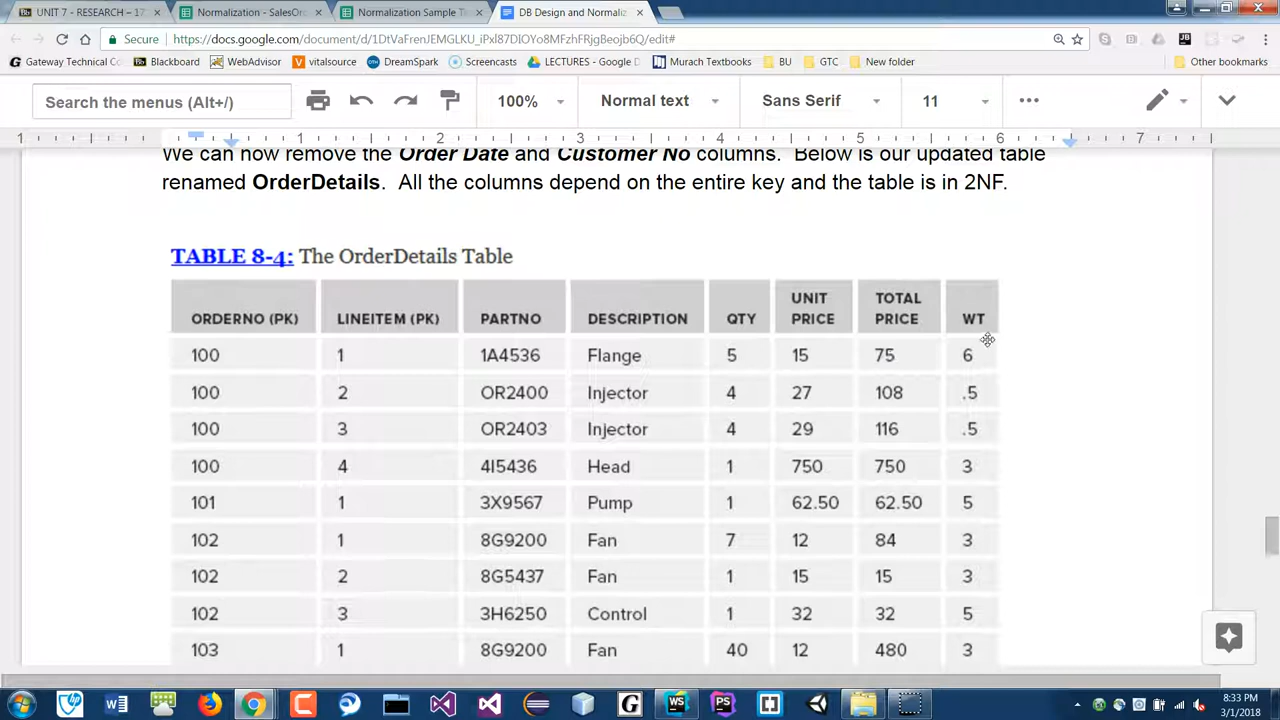 UNIT 7 - RESEARCH – 17
Normalization - SalesOr
Normalization Sample T
DB Design and Normaliz
Secure
https://docs.google.com/document/d/1DtVaFrenJEMGLKU_iPxl87DIOYo8MFzhFRjgBeojb6Q/edit#
Gateway Technical Co
Blackboard
WebAdvisor
vitalsource
DreamSpark
Screencasts
LECTURES - Google D
Murach Textbooks
BU
GTC
New folder
Other bookmarks
Search the menus (Alt+/)
100%
Normal text
Sans Serif
11
1 1 2 3 4 5 6 7
We can now remove the Order Date and Customer No columns. Below is our updated table
renamed OrderDetails. All the columns depend on the entire key and the table is in 2NF.
TABLE 8-4: The OrderDetails Table
ORDERNO (PK) LINEITEM (PK) PARTNO DESCRIPTION QTY UNIT PRICE TOTAL PRICE WT
100 1 1A4536 Flange 5 15 75 6
100 2 OR2400 Injector 4 27 108 .5
100 3 OR2403 Injector 4 29 116 .5
100 4 4I5436 Head 1 750 750 3
101 1 3X9567 Pump 1 62.50 62.50 5
102 1 8G9200 Fan 7 12 84 3
102 2 8G5437 Fan 1 15 15 3
102 3 3H6250 Control 1 32 32 5
103 1 8G9200 Fan 40 12 480 3
8:33 PM
3/1/2018